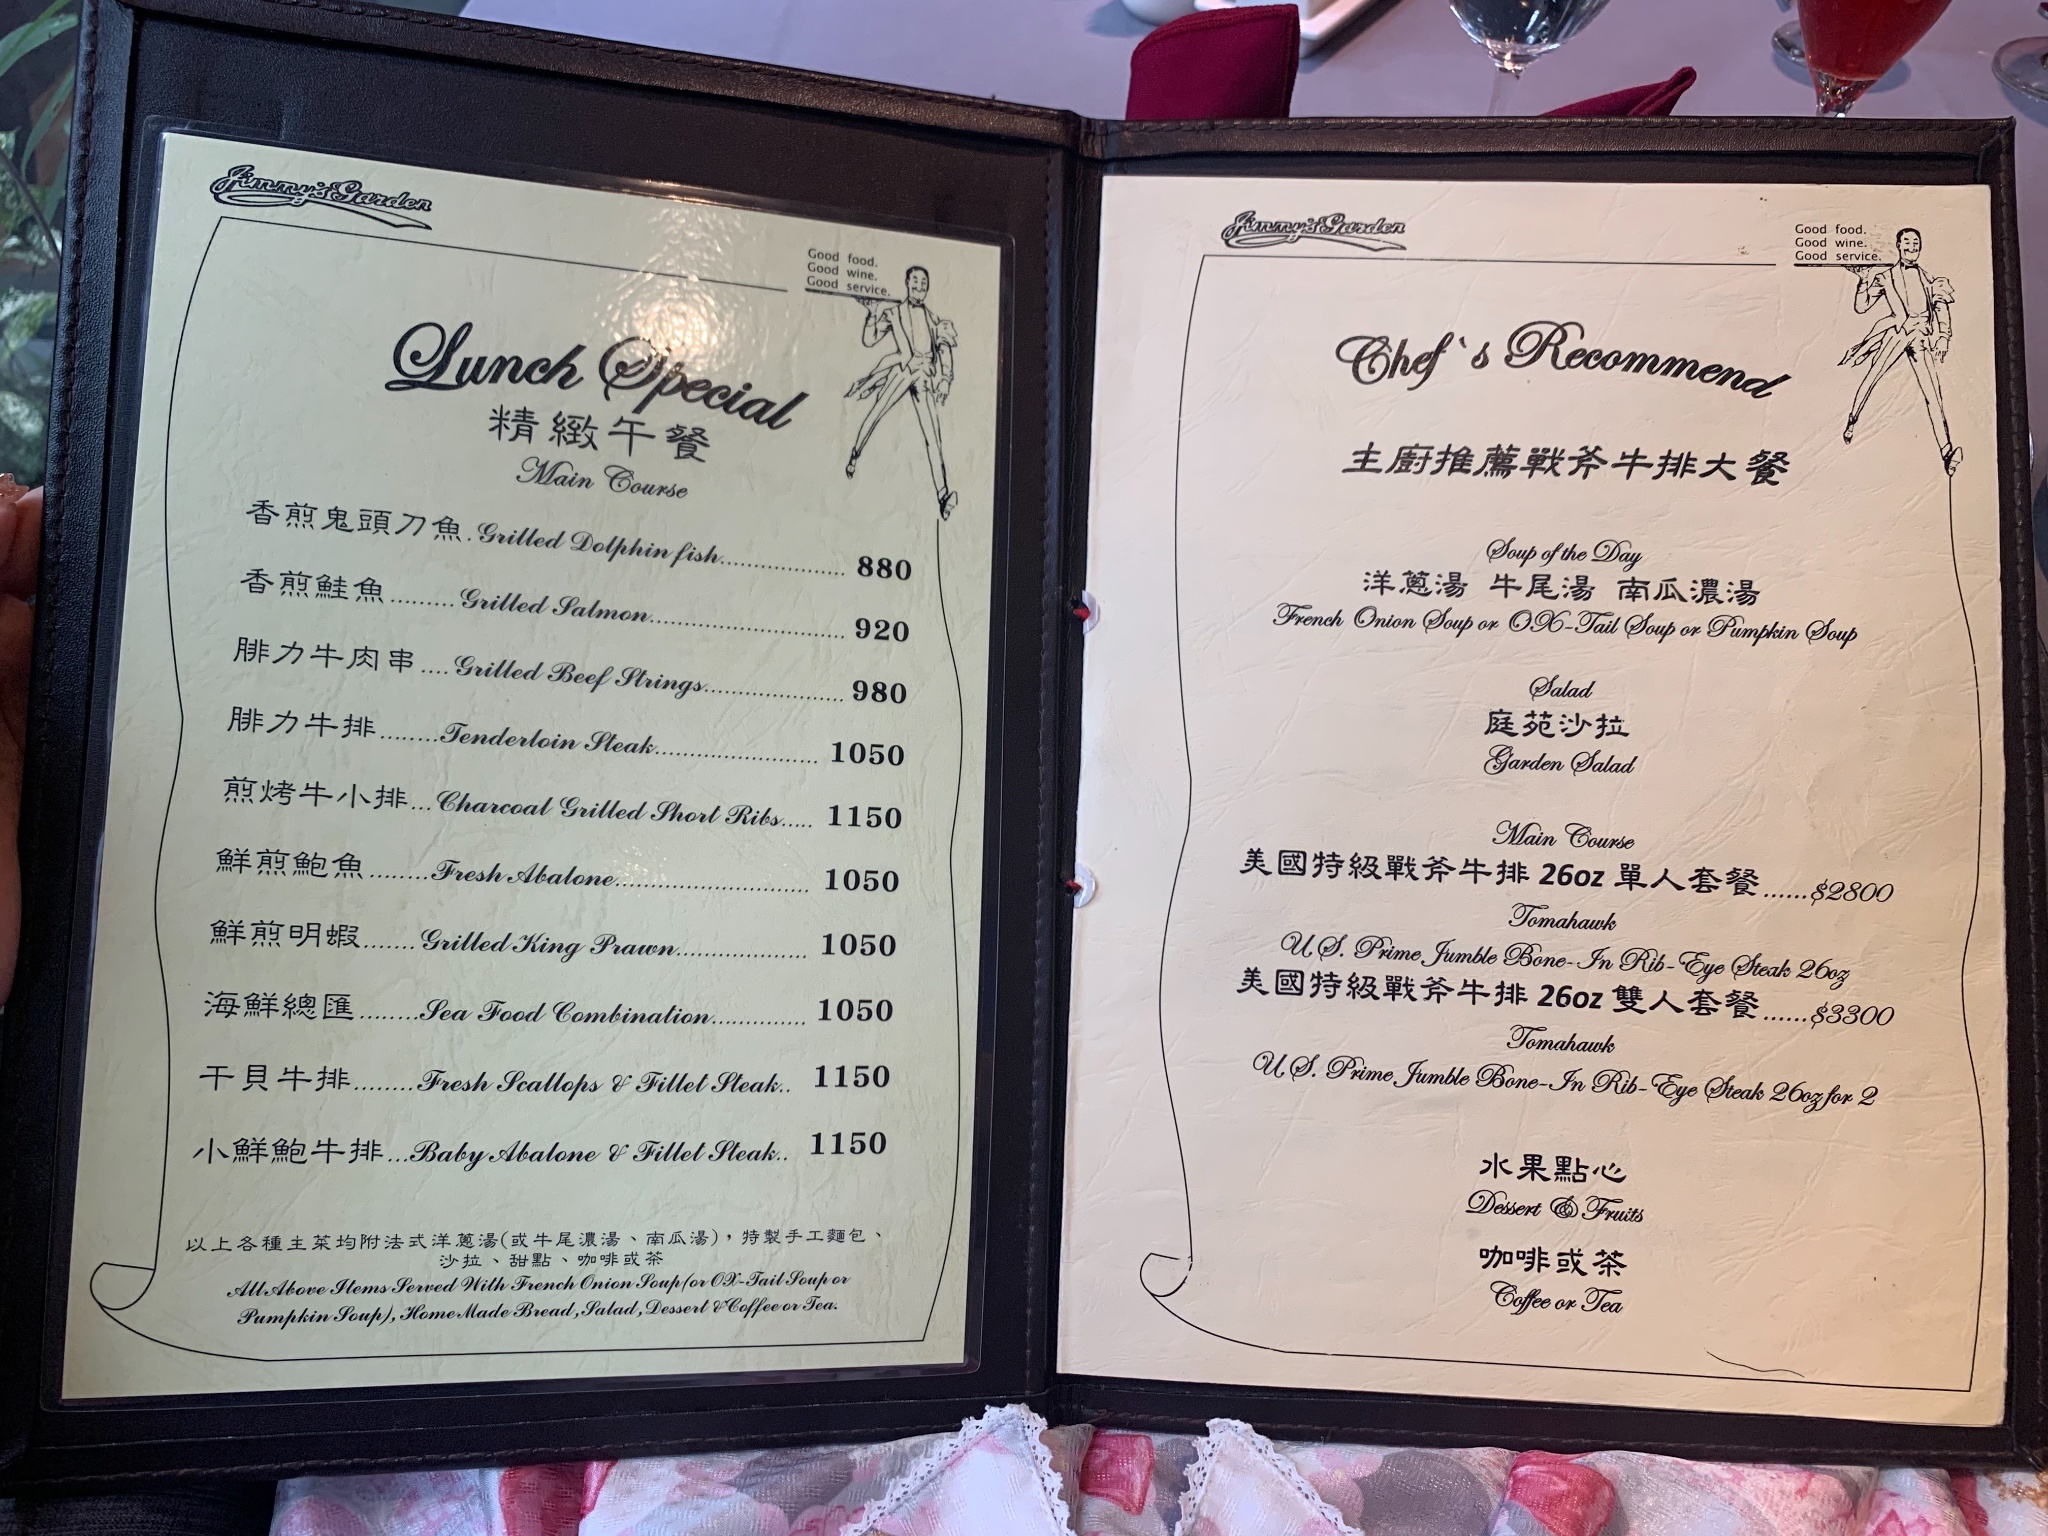 Jimmy's Garden
Good food.
Good wine.
Good service.
Lunch Special
精緻午餐
Main Course
香煎鬼頭刀魚.Grilled Dolphin fish.................... 880
香煎鮭魚..........Grilled Salmon............................... 920
腓力牛肉串....Grilled Beef Strings...................... 980
腓力牛排.........Tenderloin Steak.......................... 1050
煎烤牛小排...Charcoal Grilled Short Ribs..... 1150
鮮煎鮑魚.........Fresh Abalone............................... 1050
鮮煎明蝦........Grilled King Prawn..................... 1050
海鮮總匯........Sea Food Combination............... 1050
干貝牛排.........Fresh Scallops & Fillet Steak.. 1150
小鮮鮑牛排...Baby Abalone & Fillet Steak.. 1150
以上各種主菜均附法式洋蔥湯(或牛尾濃湯、南瓜湯)，特製手工麵包、
沙拉、甜點、咖啡或茶
All Above Items Served With French Onion Soup(or OX-Tail Soup or
Pumpkin Soup), Home Made Bread, Salad, Dessert & Coffee or Tea.
Jimmy's Garden
Good food.
Good wine.
Good service.
Chef`s Recommend
主廚推薦戰斧牛排大餐
Soup of the Day
洋蔥湯 牛尾湯 南瓜濃湯
French Onion Soup or OX-Tail Soup or Pumpkin Soup
Salad
庭苑沙拉
Garden Salad
Main Course
美國特級戰斧牛排 26oz 單人套餐......$2800
Tomahawk
U.S. Prime Jumble Bone-In Rib-Eye Steak 26oz
美國特級戰斧牛排 26oz 雙人套餐......$3300
Tomahawk
U.S. Prime Jumble Bone-In Rib-Eye Steak 26oz for 2
水果點心
Dessert & Fruits
咖啡或茶
Coffee or Tea